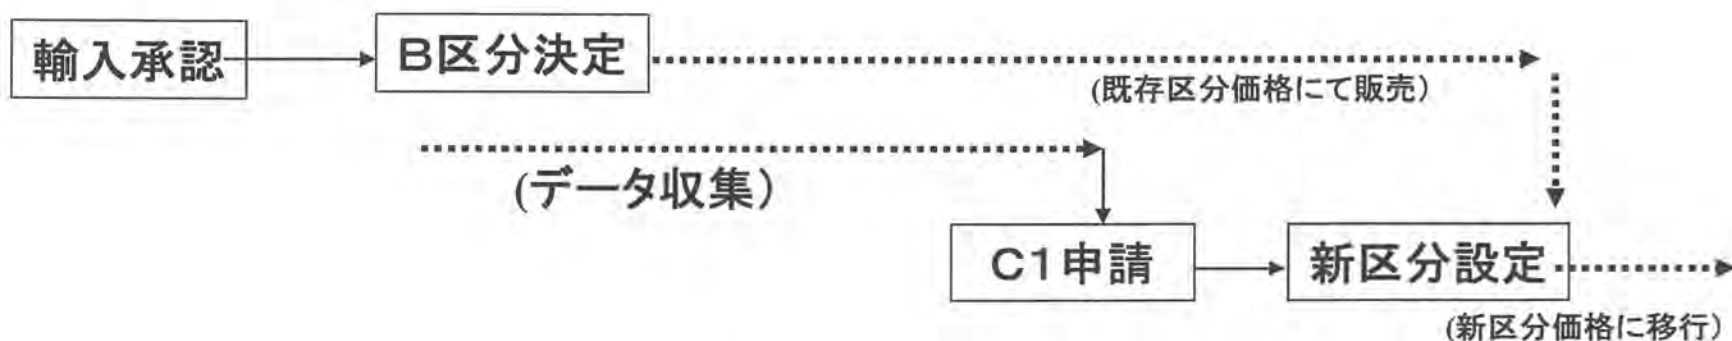 輸入承認
B区分決定
(既存区分価格にて販売)
(データ収集)
C1申請
新区分設定
(新区分価格に移行)